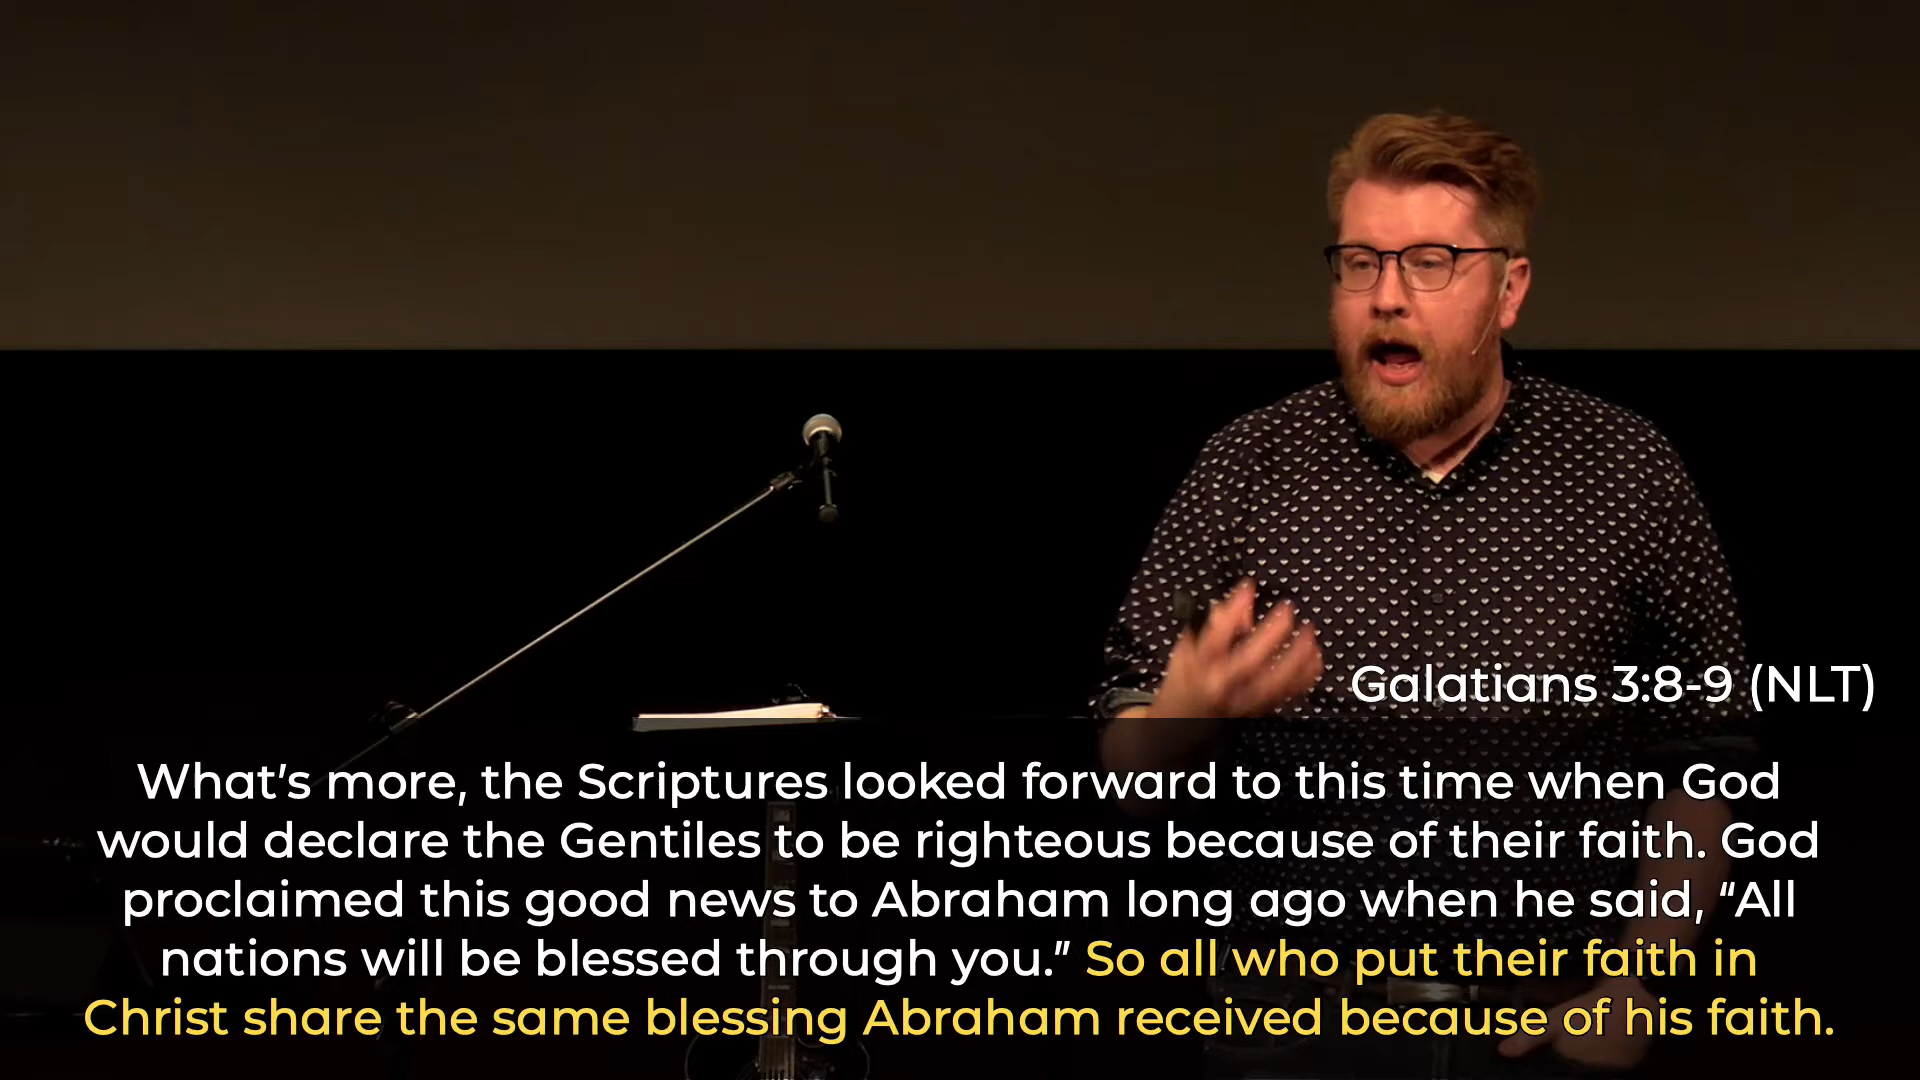 Galatians 3:8-9 (NLT)
What’s more, the Scriptures looked forward to this time when God
would declare the Gentiles to be righteous because of their faith. God
proclaimed this good news to Abraham long ago when he said, “All
nations will be blessed through you.” So all who put their faith in
Christ share the same blessing Abraham received because of his faith.